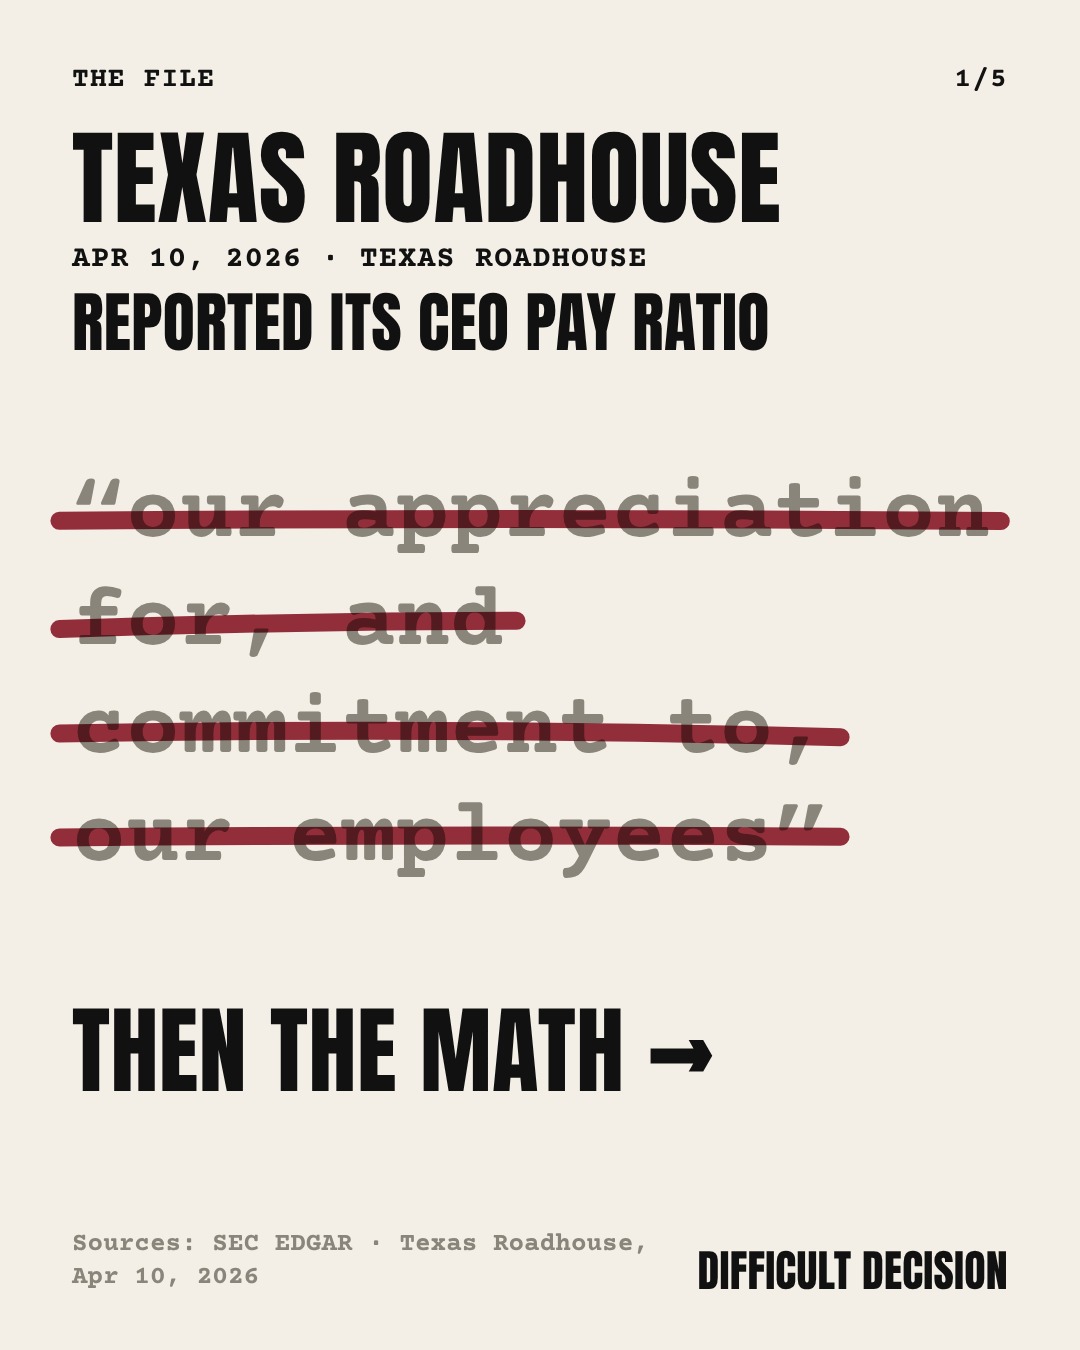 THE FILE
1/5
TEXAS ROADHOUSE
APR 10, 2026 · TEXAS ROADHOUSE
REPORTED ITS CEO PAY RATIO
“our appreciation
for, and
commitment to,
our employees”
THEN THE MATH →
Sources: SEC EDGAR · Texas Roadhouse,
Apr 10, 2026
DIFFICULT DECISION